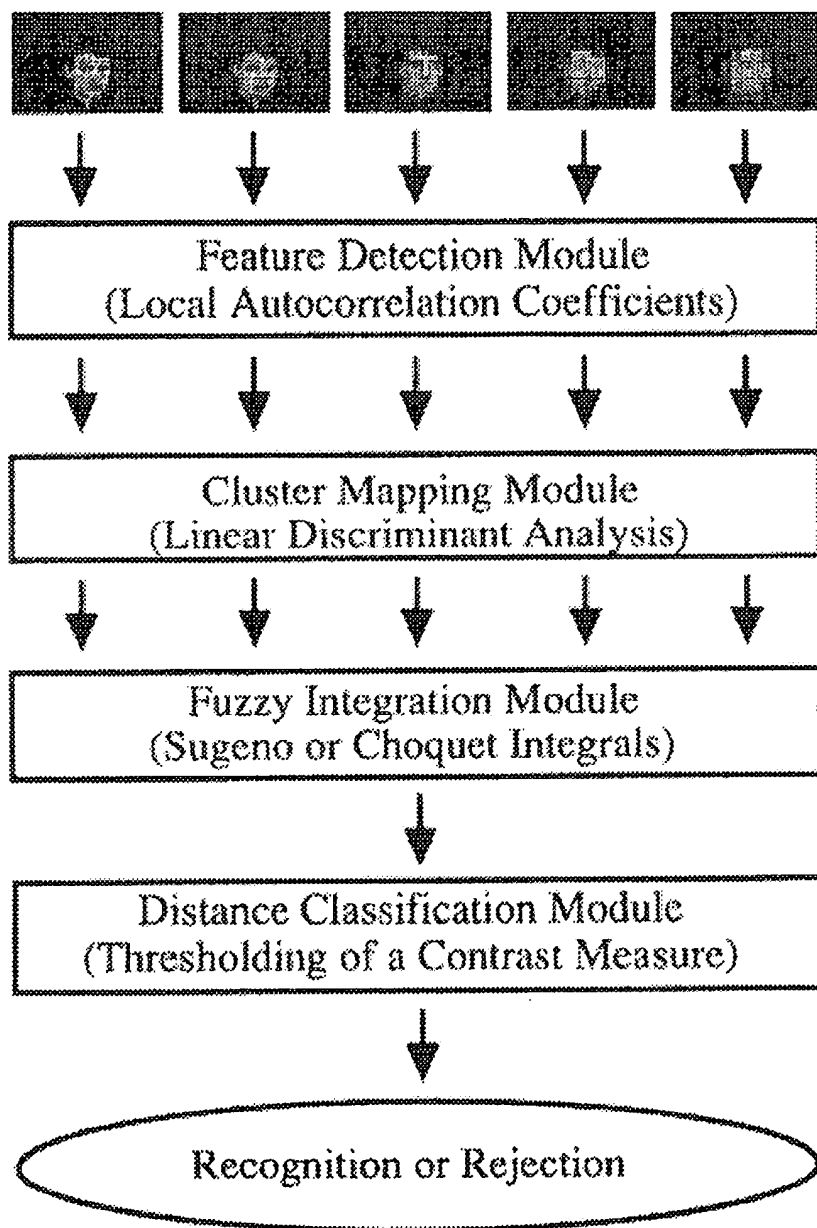 Feature Detection Module
(Local Autocorrelation Coefficients)
Cluster Mapping Module
(Linear Discriminant Analysis)
Fuzzy Integration Module
(Sugeno or Choquet Integrals)
Distance Classification Module
(Thresholding of a Contrast Measure)
Recognition or Rejection